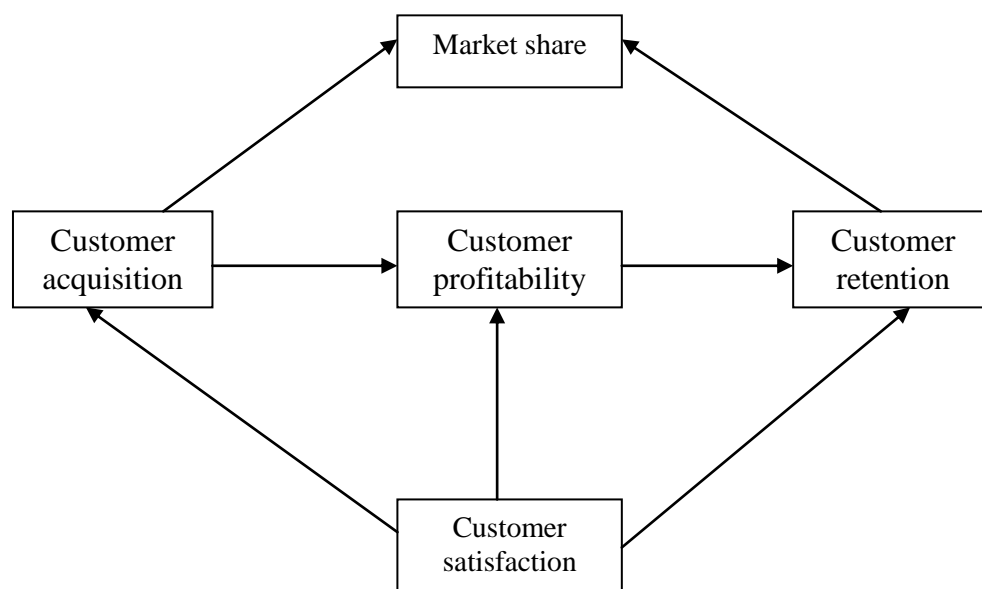 Market share
Customer
acquisition
Customer
profitability
Customer
retention
Customer
satisfaction